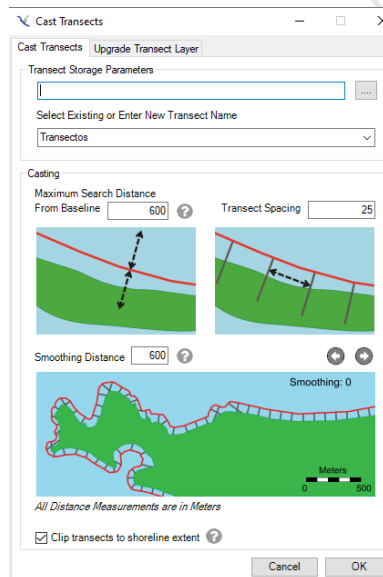 Cast Transects
Cast Transects Upgrade Transect Layer
Transect Storage Parameters
....
Select Existing or Enter New Transect Name
Transectos
Casting
Maximum Search Distance
From Baseline 600 ? Transect Spacing 25
Smoothing Distance 600 ?
Smoothing: 0
Meters
0 500
All Distance Measurements are in Meters
Clip transects to shoreline extent ?
Cancel OK